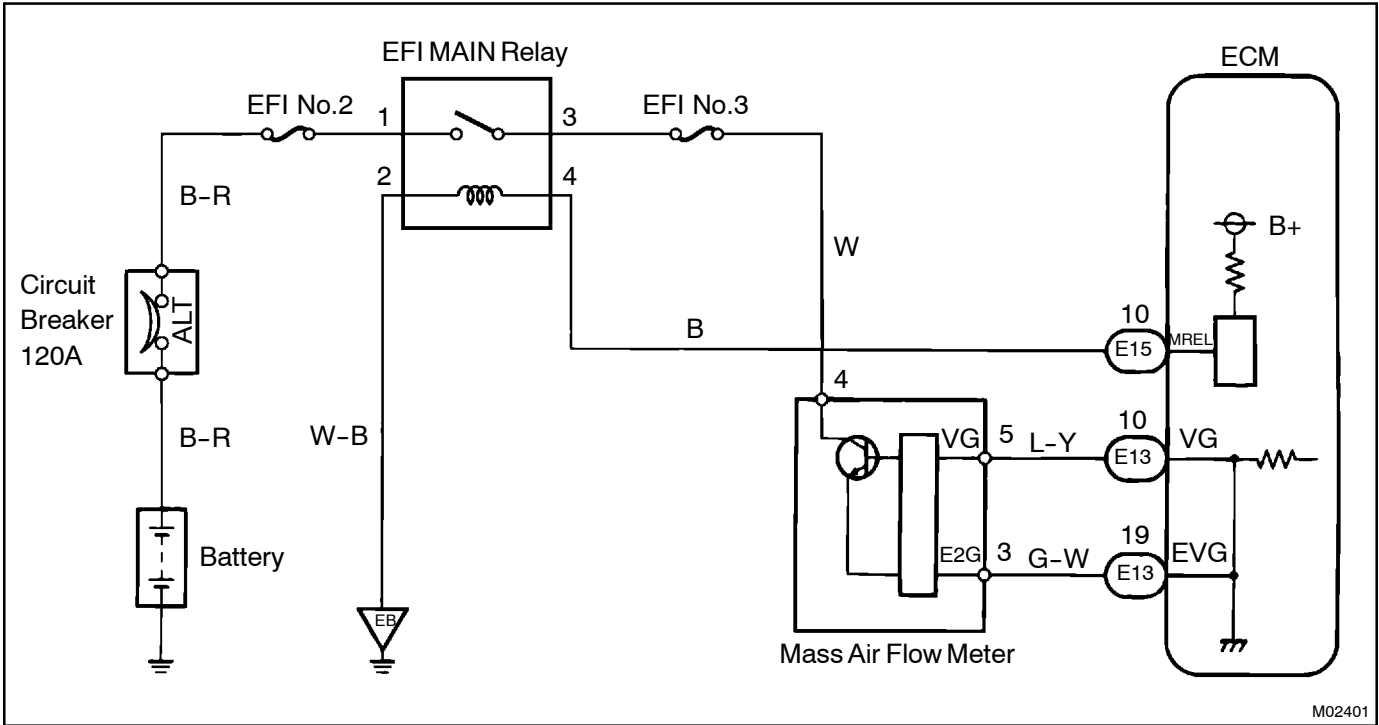 EFI MAIN Relay
ECM
EFI No.2
1
3
EFI No.3
2
4
B-R
W
B+
Circuit
Breaker
120A
ALT
B
10
E15
MREL
4
B-R
W-B
VG
5
L-Y
10
E13
VG
Battery
E2G
3
G-W
19
E13
EVG
EB
Mass Air Flow Meter
M02401